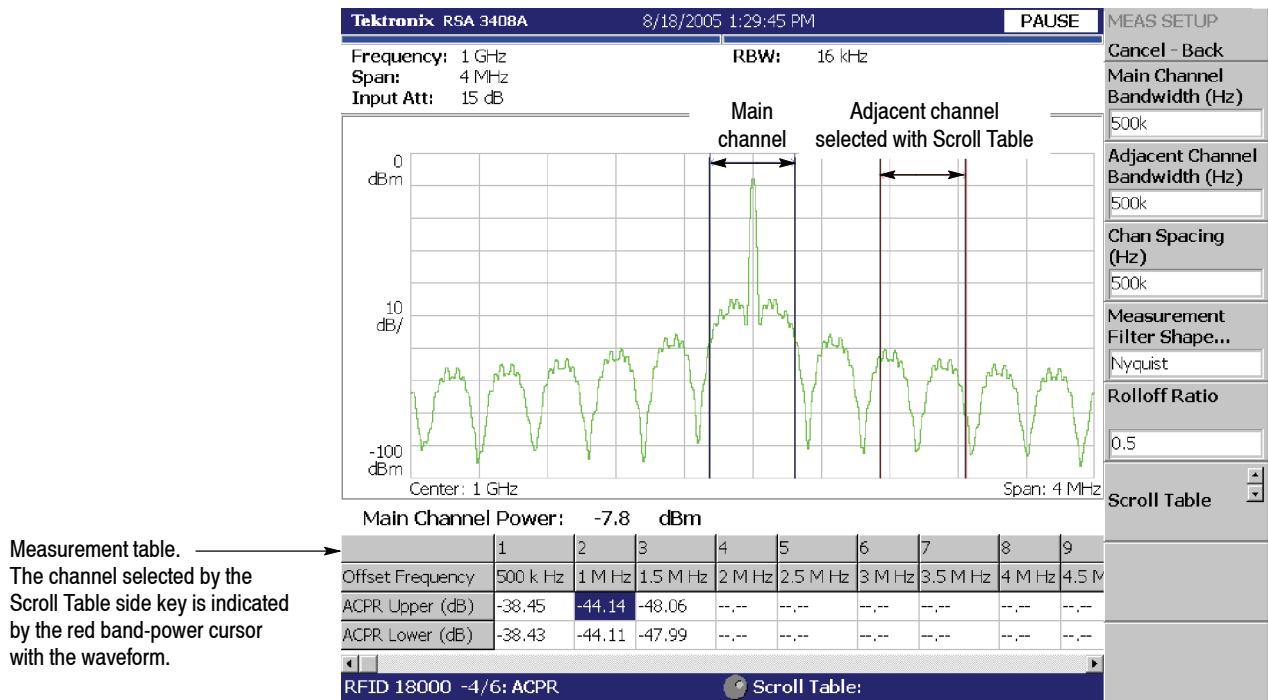 Tektronix RSA 3408A 8/18/2005 1:29:45 PM PAUSE
Frequency: 1 GHz RBW: 16 kHz
Span: 4 MHz
Input Att: 15 dB
Main channel
Adjacent channel
selected with Scroll Table
0
dBm
10
dB/
-100
dBm
Center: 1 GHz Span: 4 MHz
Main Channel Power: -7.8 dBm
1 2 3 4 5 6 7 8 9
Offset Frequency 500 k Hz 1 M Hz 1.5 M Hz 2 M Hz 2.5 M Hz 3 M Hz 3.5 M Hz 4 M Hz 4.5 M
ACPR Upper (dB) -38.45 -44.14 -48.06 --.-- --.-- --.-- --.-- --.-- --.--
ACPR Lower (dB) -38.43 -44.11 -47.99 --.-- --.-- --.-- --.-- --.-- --.--
RFID 18000 -4/6: ACPR Scroll Table:
MEAS SETUP
Cancel - Back
Main Channel
Bandwidth (Hz)
500k
Adjacent Channel
Bandwidth (Hz)
500k
Chan Spacing
(Hz)
500k
Measurement
Filter Shape...
Nyquist
Rolloff Ratio
0.5
Scroll Table
Measurement table.
The channel selected by the
Scroll Table side key is indicated
by the red band-power cursor
with the waveform.